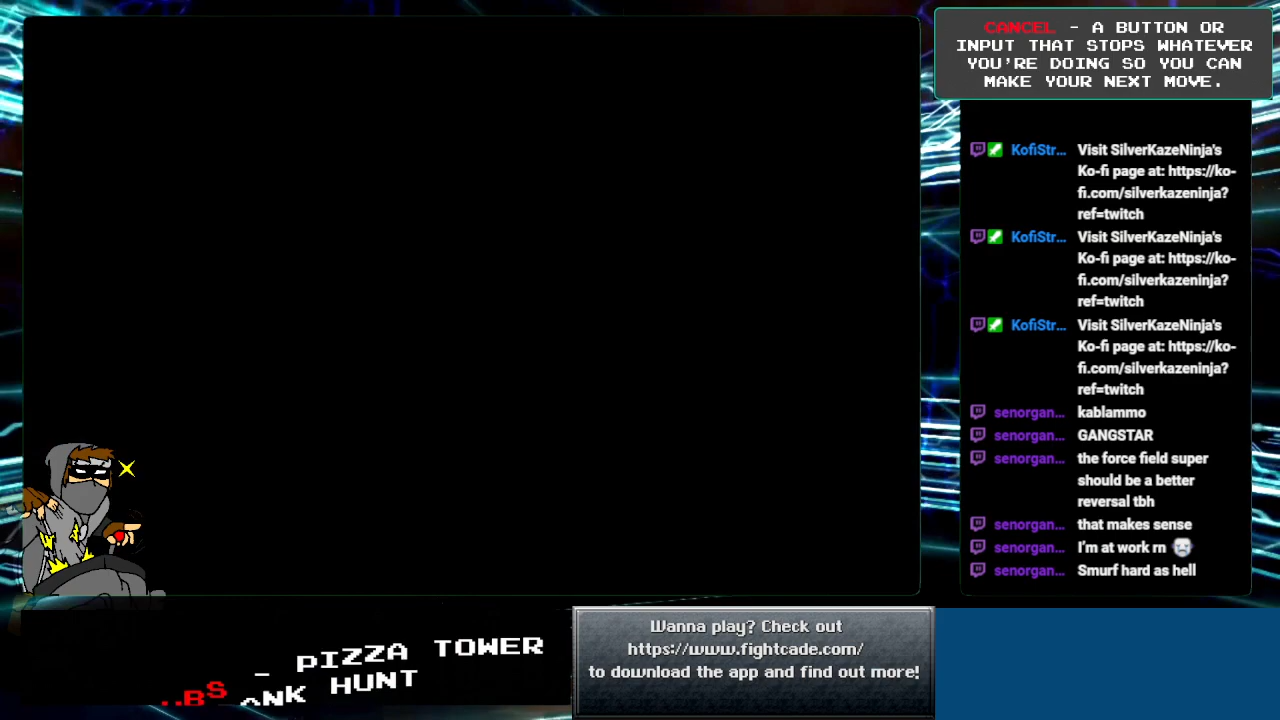 CANCEL - A BUTTON OR
INPUT THAT STOPS WHATEVER
YOU'RE DOING SO YOU CAN
MAKE YOUR NEXT MOVE.
KofiStr... Visit SilverKazeNinja's
Ko-fi page at: https://ko-
fi.com/silverkazeninja?
ref=twitch
KofiStr... Visit SilverKazeNinja's
Ko-fi page at: https://ko-
fi.com/silverkazeninja?
ref=twitch
KofiStr... Visit SilverKazeNinja's
Ko-fi page at: https://ko-
fi.com/silverkazeninja?
ref=twitch
senorgan... kablammo
senorgan... GANGSTAR
senorgan... the force field super
should be a better
reversal tbh
senorgan... that makes sense
senorgan... I'm at work rn
senorgan... Smurf hard as hell
- PIZZA TOWER
HUNT
Wanna play? Check out
https://www.fightcade.com/
to download the app and find out more!